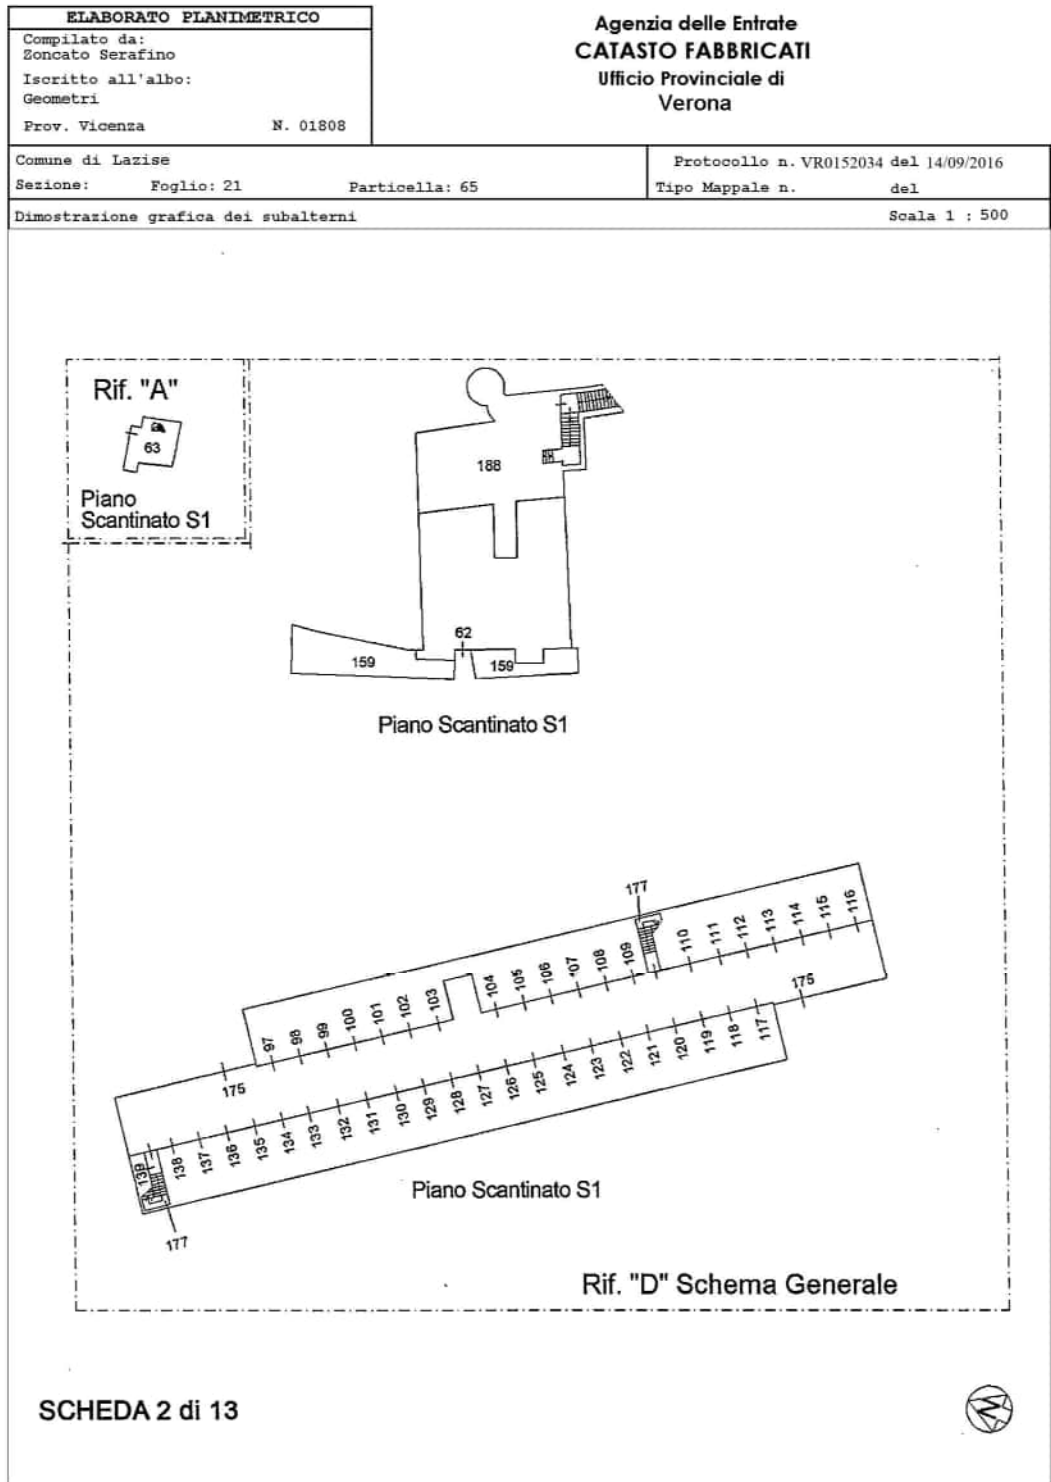 ELABORATO PLANIMETRICO
Compilato da:
Zoncato Serafino
Iscritto all'albo:
Geometri
Prov. Vicenza N. 01808
Agenzia delle Entrate
CATASTO FABBRICATI
Ufficio Provinciale di
Verona
Comune di Lazise
Sezione: Foglio: 21 Particella: 65
Protocollo n. VR0152034 del 14/09/2016
Tipo Mappale n. del
Dimostrazione grafica dei subalterni
Scala 1 : 500
Rif. "A"
63
Piano
Scantinato S1
188
62
159
159
Piano Scantinato S1
177
97
98
99
100
101
102
103
104
105
106
107
108
109
110
111
112
113
114
115
116
175
175
139
138
137
136
135
134
133
132
131
130
129
128
127
126
125
124
123
122
121
120
119
118
117
177
Piano Scantinato S1
Rif. "D" Schema Generale
SCHEDA 2 di 13
N